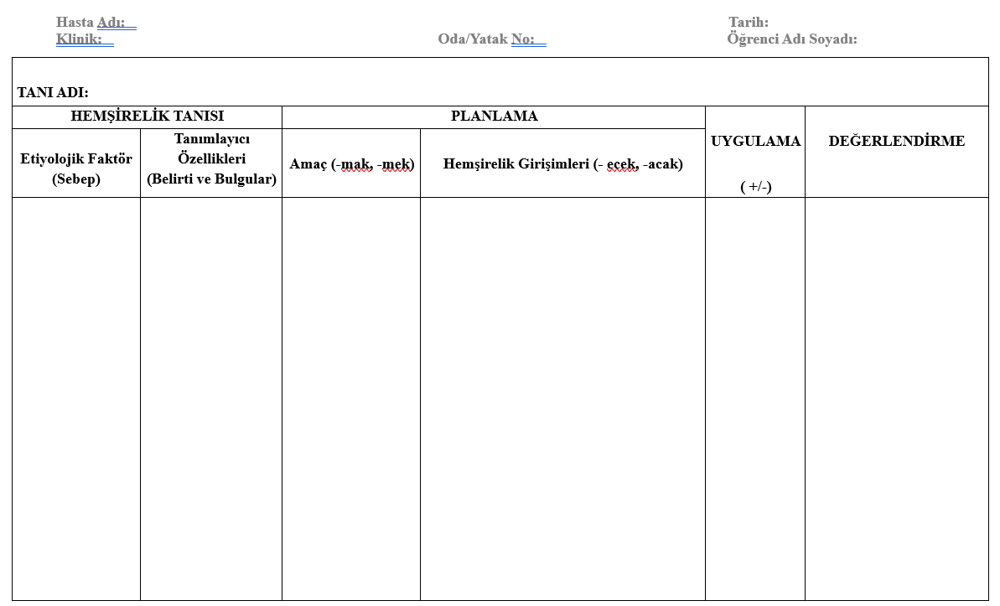 Hasta Adı:
Tarih:
Klinik:
Oda/Yatak No:
Öğrenci Adı Soyadı:
TANI ADI:
HEMŞİRELİK TANISI
PLANLAMA
UYGULAMA
( +/-)
DEĞERLENDİRME
Etiyolojik Faktör
(Sebep)
Tanımlayıcı
Özellikleri
(Belirti ve Bulgular)
Amaç (-mak, -mek)
Hemşirelik Girişimleri (- ecek, -acak)